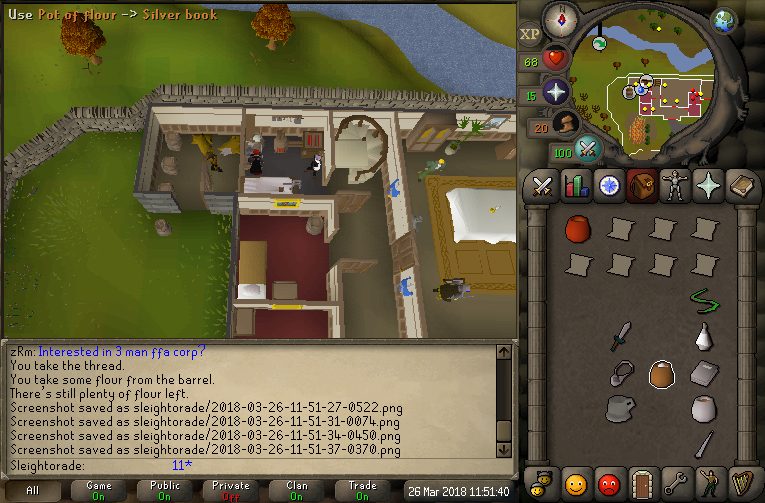 Use Pot of flour -> Silver book
N
XP
68
15
20
100
zRm: Interested in 3 man ffa corp?
You take the thread.
You take some flour from the barrel.
There's still plenty of flour left.
Screenshot saved as sleightorade/2018-03-26-11-51-27-0522.png
Screenshot saved as sleightorade/2018-03-26-11-51-31-0074.png
Screenshot saved as sleightorade/2018-03-26-11-51-34-0450.png
Screenshot saved as sleightorade/2018-03-26-11-51-37-0370.png
Sleightorade: 11*
All
Game On
Public On
Private Off
Clan On
Trade On
26 Mar 2018 11:51:40